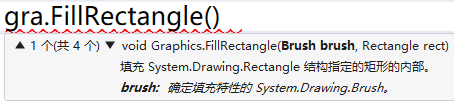 gra.FillRectangle()
▲ 1 个(共 4 个) ▼ void Graphics.FillRectangle(Brush brush, Rectangle rect)
填充 System.Drawing.Rectangle 结构指定的矩形的内部。
brush: 确定填充特性的 System.Drawing.Brush。